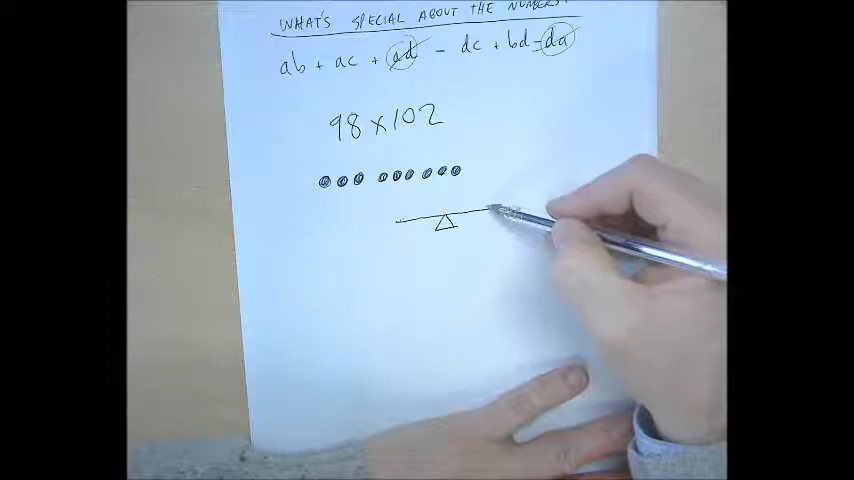 WHAT'S SPECIAL ABOUT THE NUMBERS?
ab + ac + ad - dc + bd = da
98 x 102